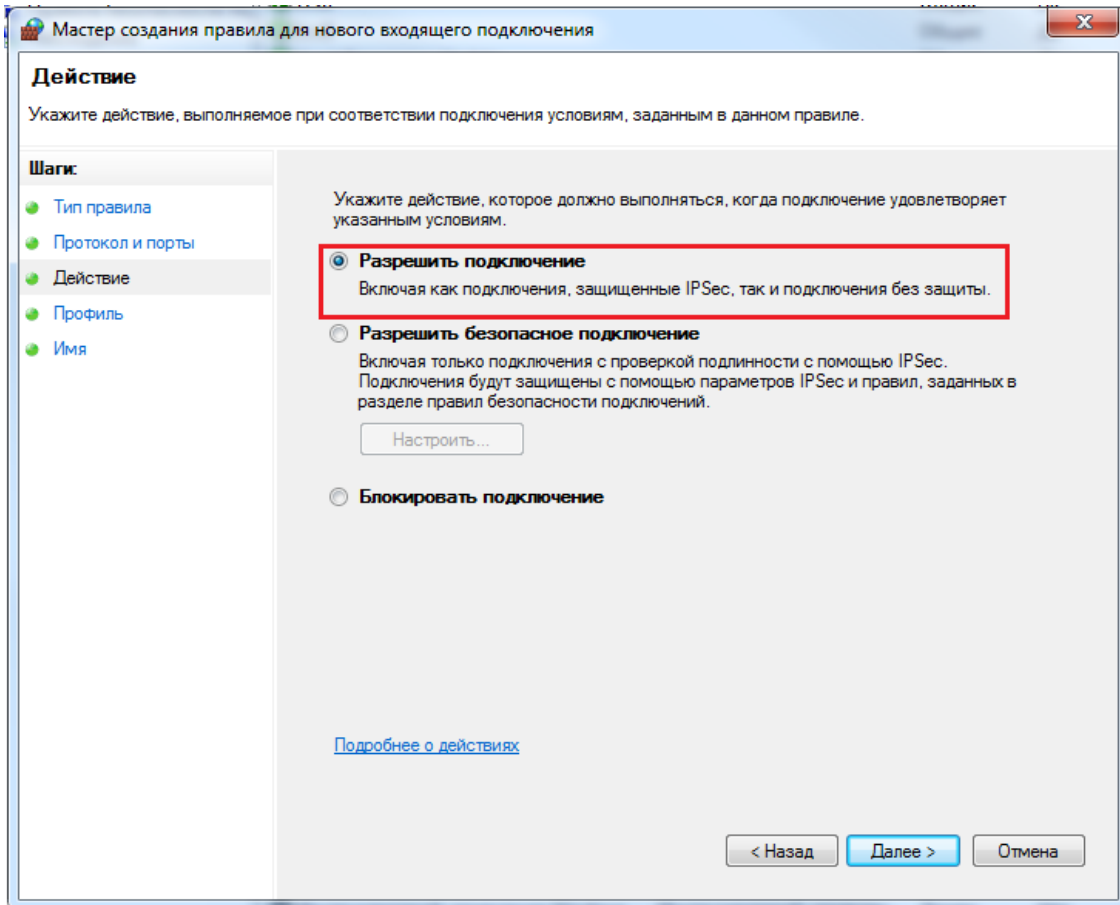 Мастер создания правила для нового входящего подключения
Действие
Укажите действие, выполняемое при соответствии подключения условиям, заданным в данном правиле.
Шаги:
Тип правила
Протокол и порты
Действие
Профиль
Имя
Укажите действие, которое должно выполняться, когда подключение удовлетворяет
указанным условиям.
Разрешить подключение
Включая как подключения, защищенные IPSec, так и подключения без защиты.
Разрешить безопасное подключение
Включая только подключения с проверкой подлинности с помощью IPSec.
Подключения будут защищены с помощью параметров IPSec и правил, заданных в
разделе правил безопасности подключений.
Настроить...
Блокировать подключение
Подробнее о действиях
< Назад
Далее >
Отмена